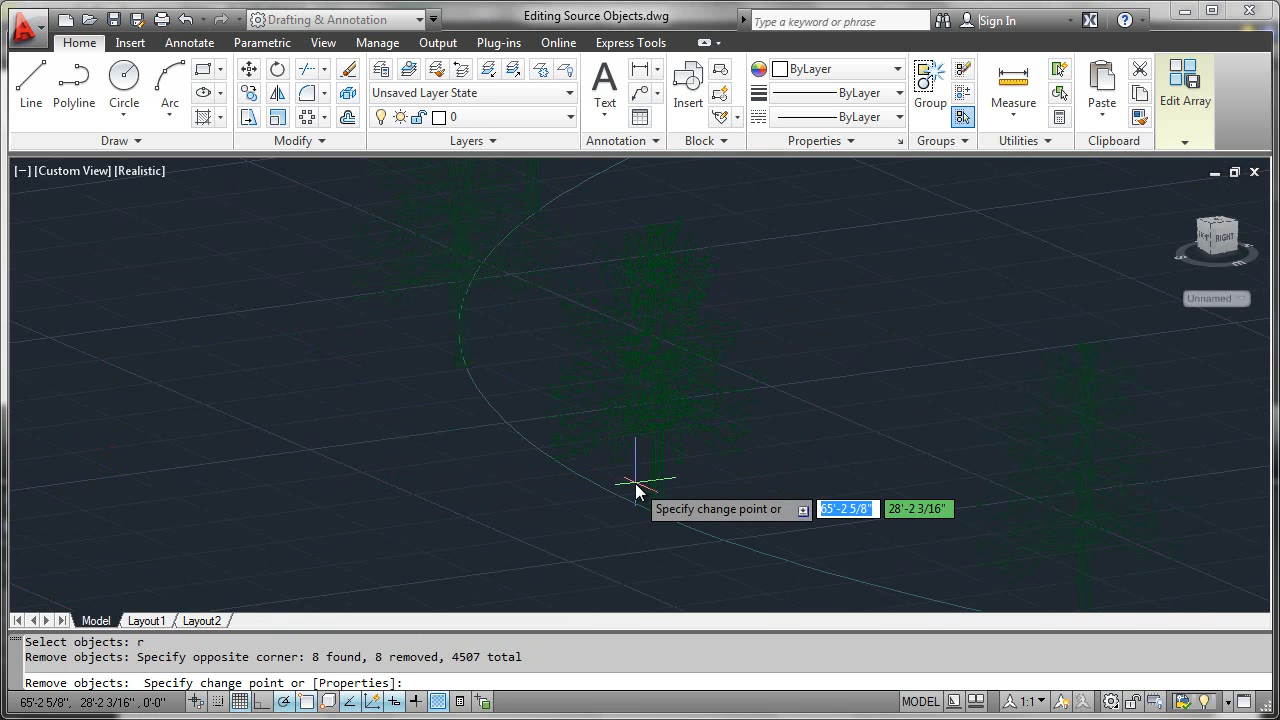 Drafting & Annotation
Editing Source Objects.dwg
Type a keyword or phrase
Sign In
Home Insert Annotate Parametric View Manage Output Plug-ins Online Express Tools
Line Polyline Circle Arc
Draw
Modify
Unsaved Layer State
0
Layers
Text
Annotation
Insert
Block
ByLayer
ByLayer
ByLayer
Properties
Group
Groups
Measure
Utilities
Paste
Clipboard
Edit Array
[−] [Custom View] [Realistic]
RIGHT
Unnamed
Specify change point or 65'-2 5/8" 28'-2 3/16"
Model Layout1 Layout2
Select objects: r
Remove objects: Specify opposite corner: 8 found, 8 removed, 4507 total
Remove objects:  Specify change point or [Properties]:
65'-2 5/8", 28'-2 3/16" , 0'-0"
MODEL
1:1